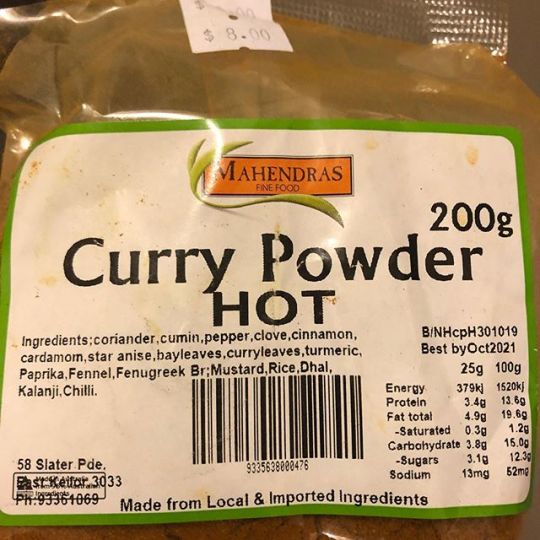 $ 8.00
MAHENDRAS
FINE FOOD
200g
Curry Powder
HOT
Ingredients;coriander,cumin,pepper,clove,cinnamon,
cardamom,star anise,bayleaves,curryleaves,turmeric,
Paprika,Fennel,Fenugreek Br;Mustard,Rice,Dhal,
Kalanji,Chilli.
B/NHcpH301019
Best byOct2021
25g 100g
Energy 379kj 1520kj
Protein 3.4g 13.6g
Fat total 4.9g 19.6g
-Saturated 0.3g 1.2g
Carbohydrate 3.8g 15.0g
-Sugars 3.1g 12.3g
Sodium 13mg 52mg
9335638000476
58 Slater Pde.
East Keilor 3033
Ph:93361069
Made from Local & Imported Ingredients